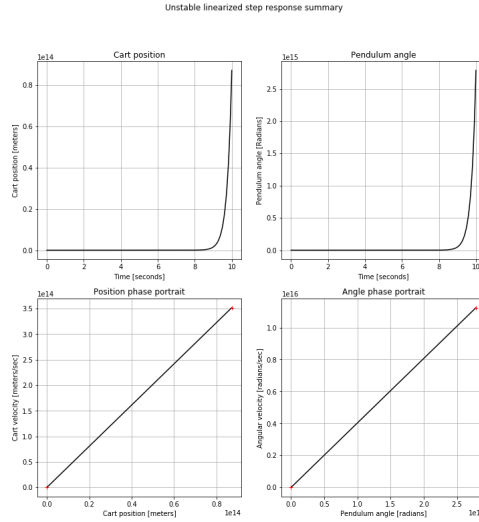 Unstable linearized step response summary
Cart position
1e14
0.8
0.6
0.4
0.2
0.0
Cart position [meters]
0 2 4 6 8 10
Time [seconds]
Pendulum angle
1e15
2.5
2.0
1.5
1.0
0.5
0.0
Pendulum angle [Radians]
0 2 4 6 8 10
Time [seconds]
Position phase portrait
1e14
3.5
3.0
2.5
2.0
1.5
1.0
0.5
0.0
Cart velocity [meters/sec]
0.0 0.2 0.4 0.6 0.8
1e14
Cart position [meters]
Angle phase portrait
1e16
1.0
0.8
0.6
0.4
0.2
0.0
Angular velocity [radians/sec]
0.0 0.5 1.0 1.5 2.0 2.5
Pendulum angle [radians]